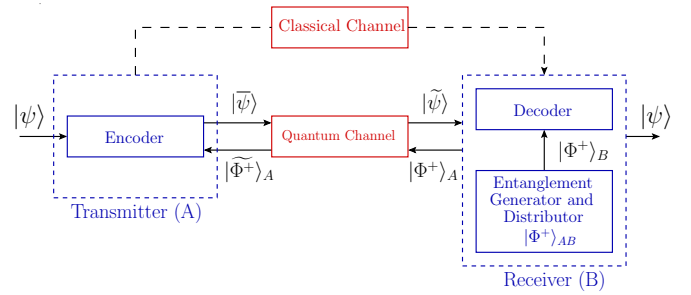 Classical Channel
|ψ⟩
Encoder
|ψ̅⟩
Quantum Channel
|ψ̃⟩
Decoder
|ψ⟩
|Φ̃⁺⟩_A
|Φ⁺⟩_A
|Φ⁺⟩_B
Entanglement
Generator and
Distributor
|Φ⁺⟩_AB
Transmitter (A)
Receiver (B)